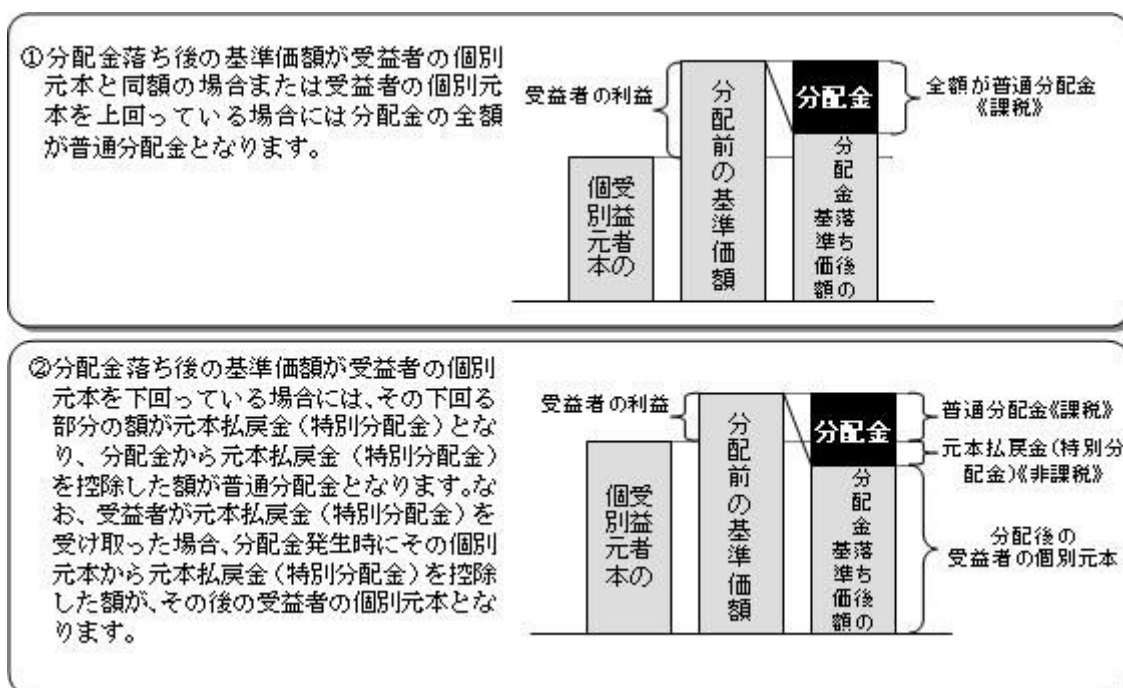 ①分配金落ち後の基準価額が受益者の個別
元本と同額の場合または受益者の個別元
本を上回っている場合には分配金の全額
が普通分配金となります。
受益者の利益
受益者の
個別元本
分配前の基準価額
分配金
分配金
落ち後の
基準価額
全額が普通分配金
《課税》
②分配金落ち後の基準価額が受益者の個別
元本を下回っている場合には、その下回る
部分の額が元本払戻金(特別分配金)とな
り、分配金から元本払戻金(特別分配金)
を控除した額が普通分配金となります。な
お、受益者が元本払戻金(特別分配金)を
受け取った場合、分配金発生時にその個別
元本から元本払戻金(特別分配金)を控除
した額が、その後の受益者の個別元本とな
ります。
受益者の利益
受益者の
個別元本
分配前の基準価額
分配金
分配金
落ち後の
基準価額
普通分配金《課税》
元本払戻金(特別分
配金)《非課税》
分配後の
受益者の個別元本